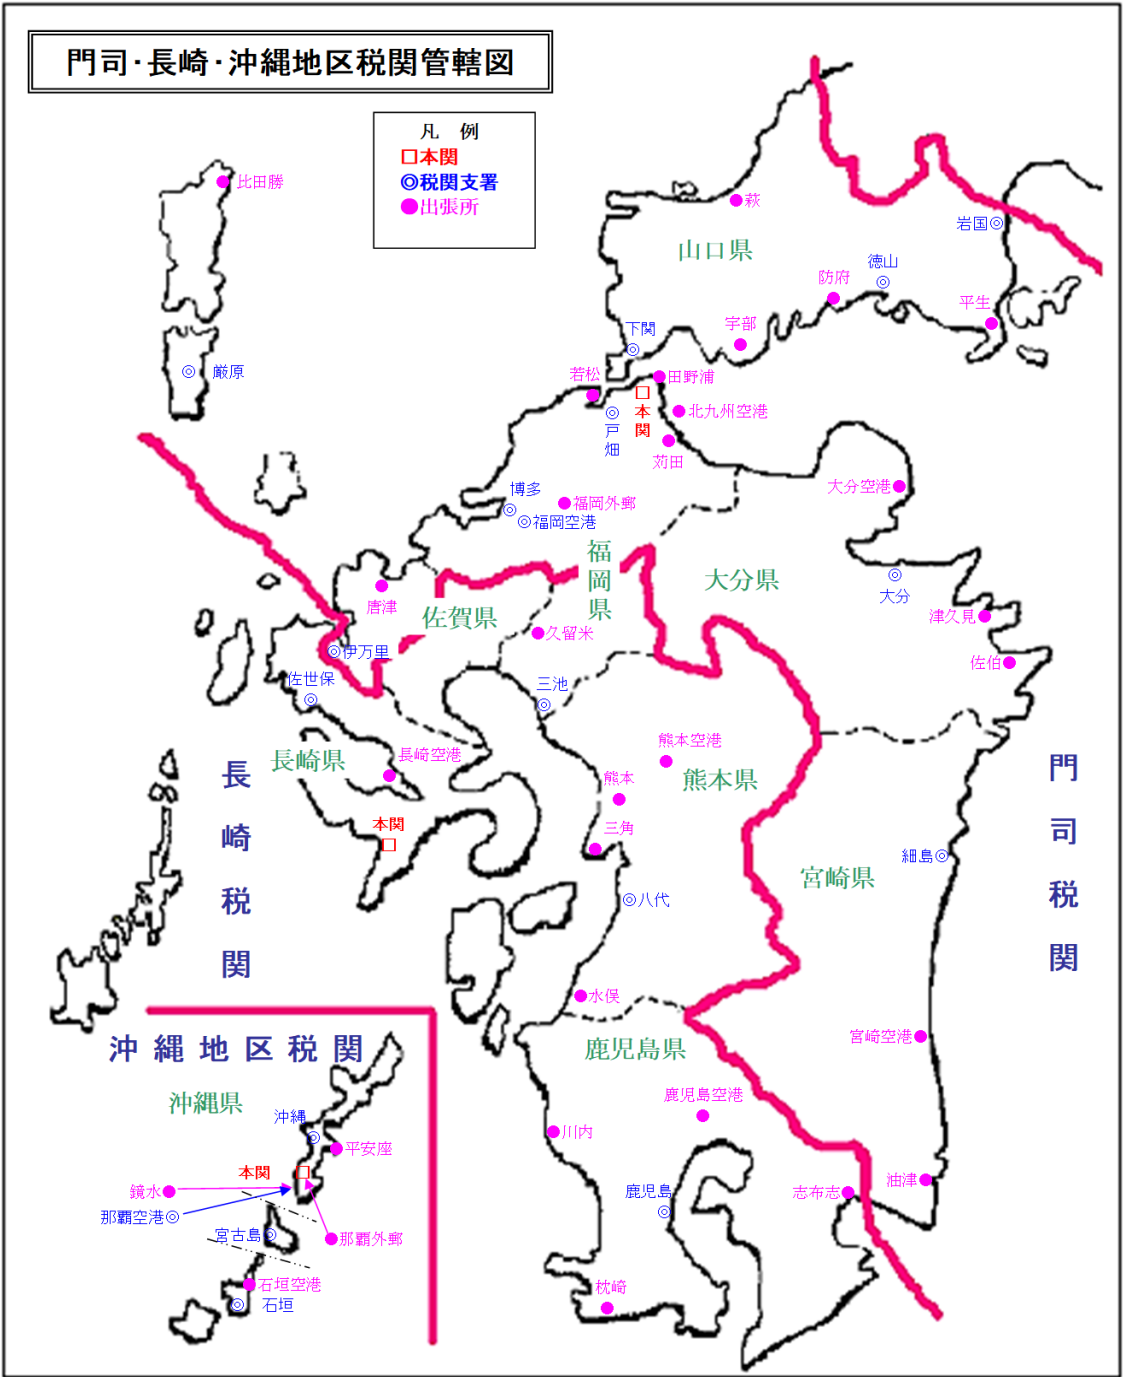 門司・長崎・沖縄地区税関管轄図
凡 例
□本関
◎税関支署
●出張所
比田勝
厳原
萩
岩国
山口県
徳山
防府
平生
宇部
下関
若松
田野浦
本関
戸畑
北九州空港
苅田
大分空港
博多
福岡外郵
福岡空港
福岡県
大分県
大分
唐津
佐賀県
津久見
久留米
伊万里
佐伯
佐世保
三池
長崎県
長崎空港
熊本空港
熊本県
熊本
長崎税関
門司税関
本関
三角
細島
宮崎県
八代
水俣
宮崎空港
沖縄地区税関
鹿児島県
沖縄県
鹿児島空港
沖縄
川内
平安座
本関
鏡水
鹿児島
志布志
油津
那覇空港
宮古島
那覇外郵
石垣空港
石垣
枕崎